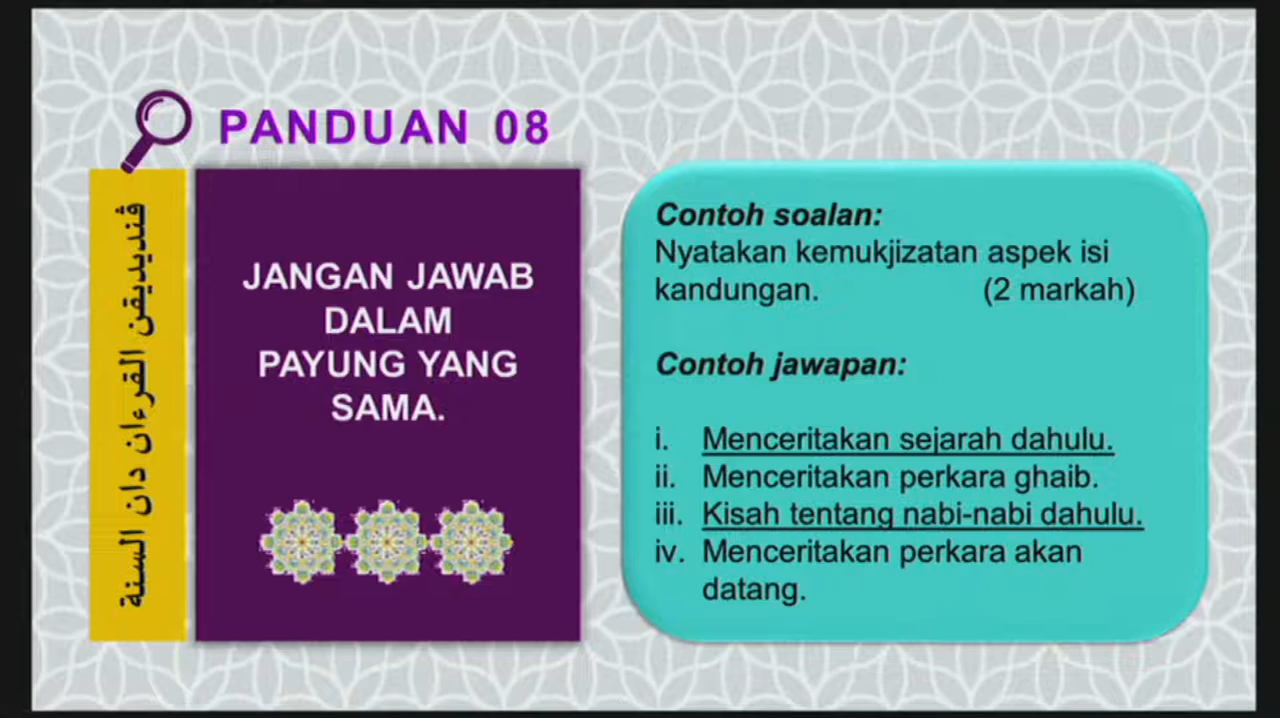 PANDUAN 08
ڤنديديقن القرءان دان السنة
JANGAN JAWAB
DALAM
PAYUNG YANG
SAMA.
Contoh soalan:
Nyatakan kemukjizatan aspek isi
kandungan. (2 markah)
Contoh jawapan:
i. Menceritakan sejarah dahulu.
ii. Menceritakan perkara ghaib.
iii. Kisah tentang nabi-nabi dahulu.
iv. Menceritakan perkara akan
datang.